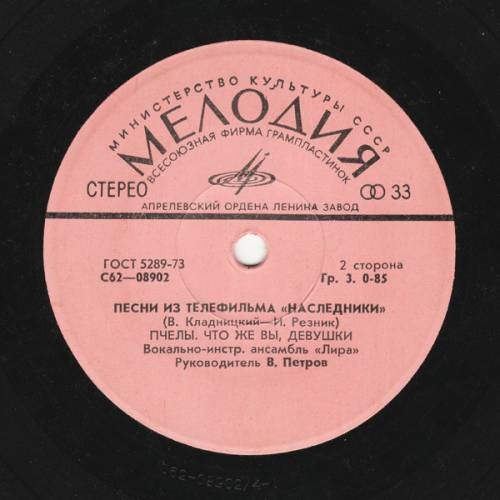 МИНИСТЕРСТВО КУЛЬТУРЫ СССР
МЕЛОДИЯ
ВСЕСОЮЗНАЯ ФИРМА ГРАМПЛАСТИНОК
СТЕРЕО 33
АПРЕЛЕВСКИЙ ОРДЕНА ЛЕНИНА ЗАВОД
ГОСТ 5289-73 2 сторона
С62—08902 Гр. 3. 0-85
ПЕСНИ ИЗ ТЕЛЕФИЛЬМА «НАСЛЕДНИКИ»
(В. Кладницкий—И. Резник)
ПЧЕЛЫ. ЧТО ЖЕ ВЫ, ДЕВУШКИ
Вокально-инстр. ансамбль «Лира»
Руководитель В. Петров